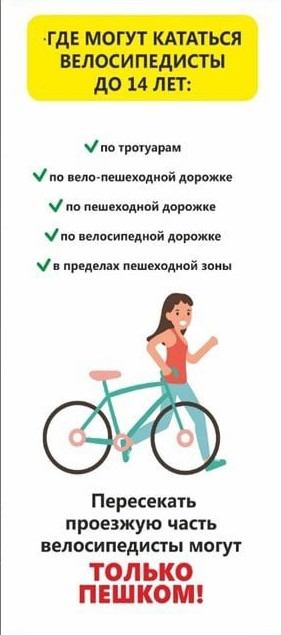 ·ГДЕ МОГУТ КАТАТЬСЯ
ВЕЛОСИПЕДИСТЫ
ДО 14 ЛЕТ:
по тротуарам
по вело-пешеходной дорожке
по пешеходной дорожке
по велосипедной дорожке
в пределах пешеходной зоны
Пересекать
проезжую часть
велосипедисты могут
ТОЛЬКО
ПЕШКОМ!